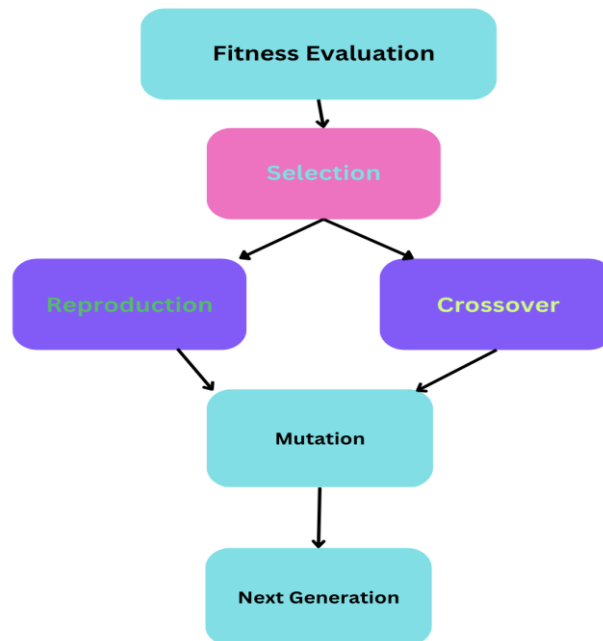 Fitness Evaluation
Selection
Reproduction
Crossover
Mutation
Next Generation